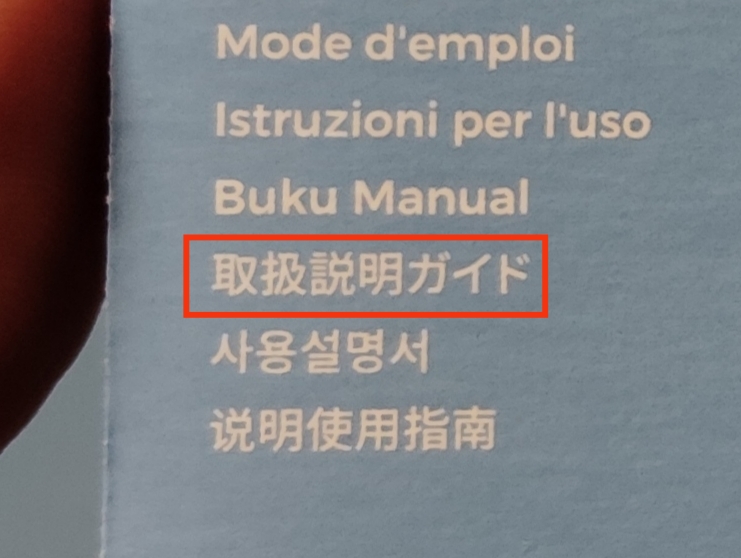 Mode d'emploi
Istruzioni per l'uso
Buku Manual
取扱説明ガイド
사용설명서
说明使用指南